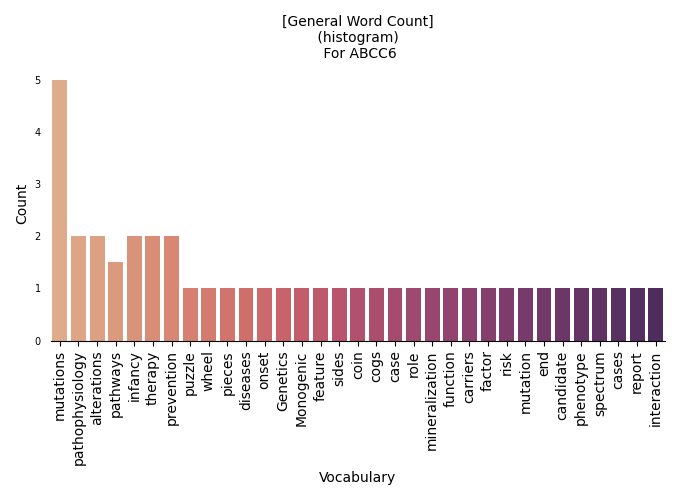 [General Word Count]
(histogram)
For ABCC6
Count
5
4
3
2
1
0
mutations
pathophysiology
alterations
pathways
infancy
therapy
prevention
puzzle
wheel
pieces
diseases
onset
Genetics
Monogenic
feature
sides
coin
cogs
case
role
mineralization
function
carriers
factor
risk
mutation
end
candidate
phenotype
spectrum
cases
report
interaction
Vocabulary